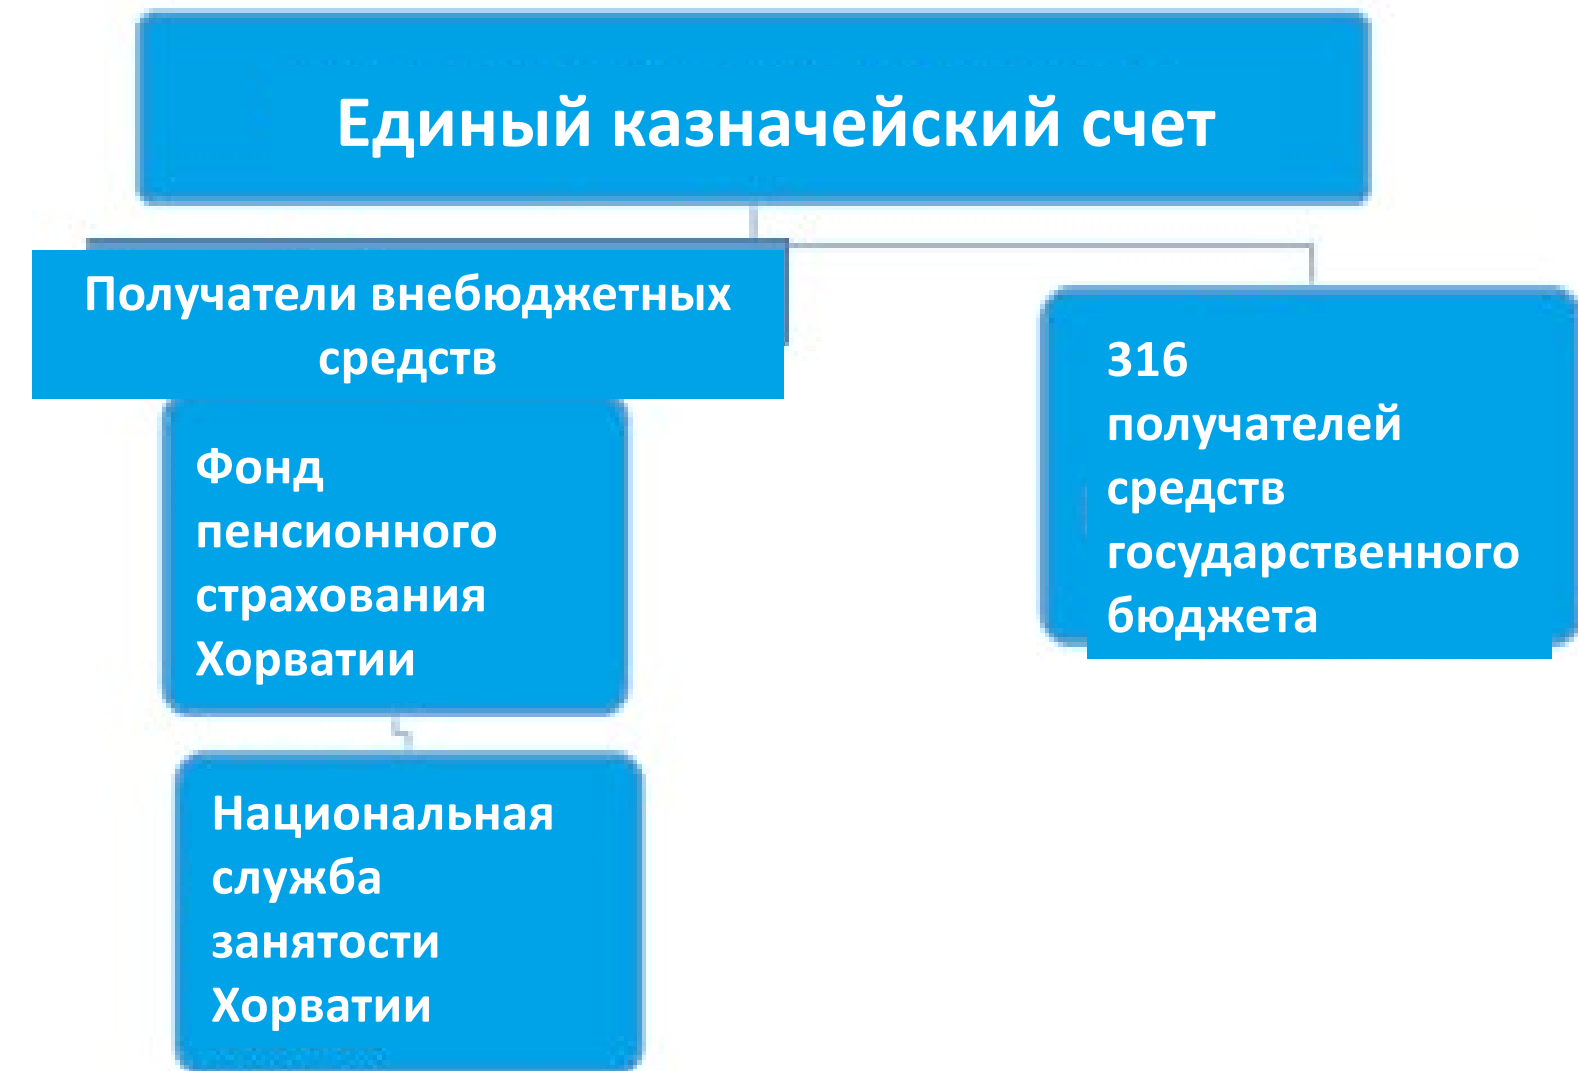 Единый казначейский счет
Получатели внебюджетных
средств
Фонд
пенсионного
страхования
Хорватии
Национальная
служба
занятости
Хорватии
316
получателей
средств
государственного
бюджета